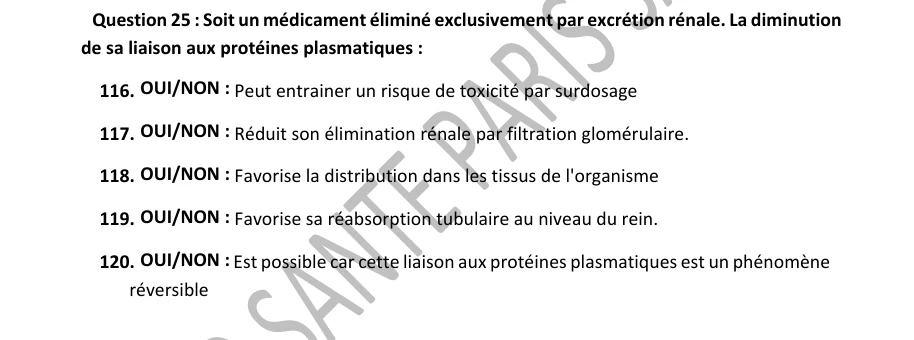 Question 25 : Soit un médicament éliminé exclusivement par excrétion rénale. La diminution
de sa liaison aux protéines plasmatiques :
116. OUI/NON : Peut entrainer un risque de toxicité par surdosage
117. OUI/NON : Réduit son élimination rénale par filtration glomérulaire.
118. OUI/NON : Favorise la distribution dans les tissus de l'organisme
119. OUI/NON : Favorise sa réabsorption tubulaire au niveau du rein.
120. OUI/NON : Est possible car cette liaison aux protéines plasmatiques est un phénomène
réversible
SANTE PARIS